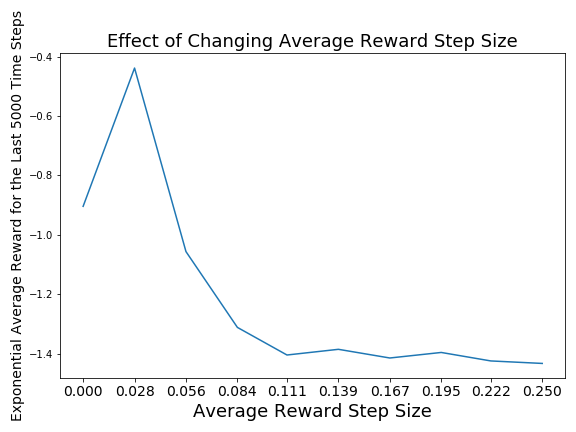 Effect of Changing Average Reward Step Size
Exponential Average Reward for the Last 5000 Time Steps
−0.4
−0.6
−0.8
−1.0
−1.2
−1.4
0.000 0.028 0.056 0.084 0.111 0.139 0.167 0.195 0.222 0.250
Average Reward Step Size